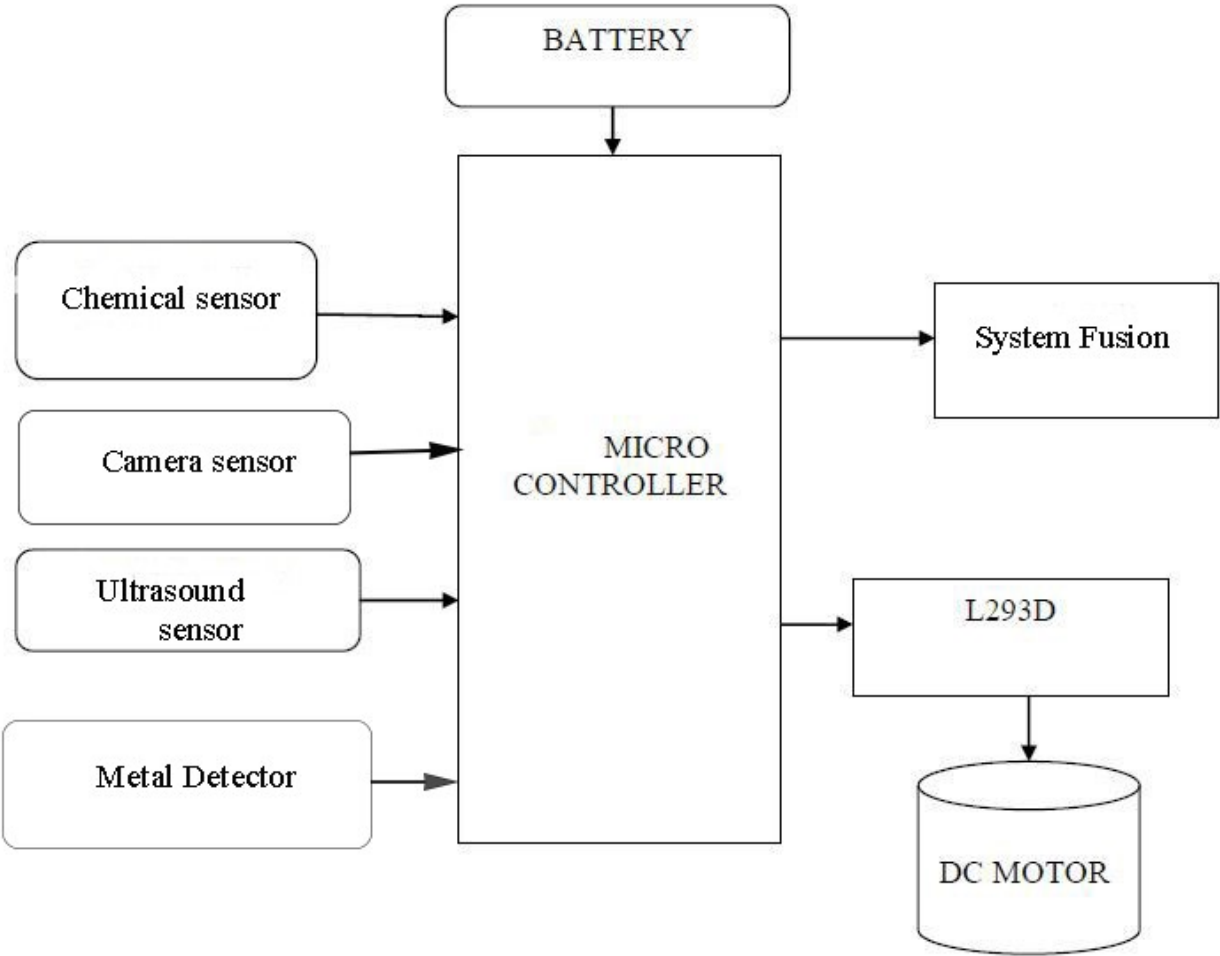 BATTERY
Chemical sensor
System Fusion
Camera sensor
MICRO
CONTROLLER
Ultrasound
sensor
L293D
Metal Detector
DC MOTOR